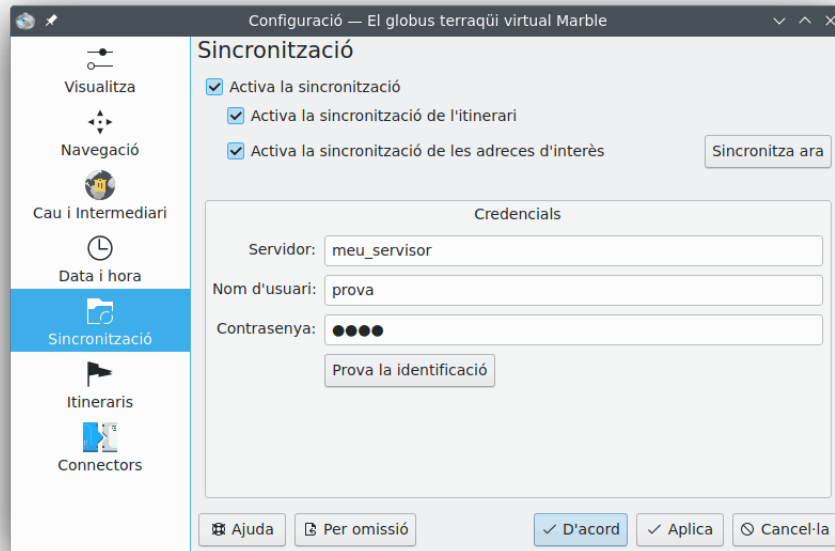 Configuració — El globus terraqüi virtual Marble
Visualitza
Navegació
Cau i Intermediari
Data i hora
Sincronització
Itineraris
Connectors
Sincronització
Activa la sincronització
Activa la sincronització de l'itinerari
Activa la sincronització de les adreces d'interès
Sincronitza ara
Credencials
Servidor: meu_servisor
Nom d'usuari: prova
Contrasenya: ●●●●
Prova la identificació
Ajuda Per omissió D'acord Aplica Cancel·la